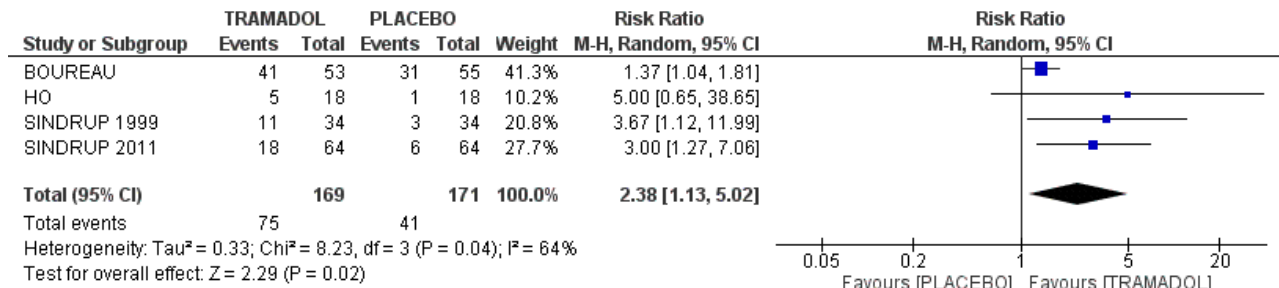 TRAMADOL PLACEBO Risk Ratio Risk Ratio
Study or Subgroup Events Total Events Total Weight M-H, Random, 95% CI M-H, Random, 95% CI
BOUREAU 41 53 31 55 41.3% 1.37 [1.04, 1.81]
HO 5 18 1 18 10.2% 5.00 [0.65, 38.65]
SINDRUP 1999 11 34 3 34 20.8% 3.67 [1.12, 11.99]
SINDRUP 2011 18 64 6 64 27.7% 3.00 [1.27, 7.06]
Total (95% CI) 169 171 100.0% 2.38 [1.13, 5.02]
Total events 75 41
Heterogeneity: Tau² = 0.33; Chi² = 8.23, df = 3 (P = 0.04); I² = 64%
Test for overall effect: Z = 2.29 (P = 0.02)
0.05 0.2 1 5 20
Favours [PLACEBO] Favours [TRAMADOL]